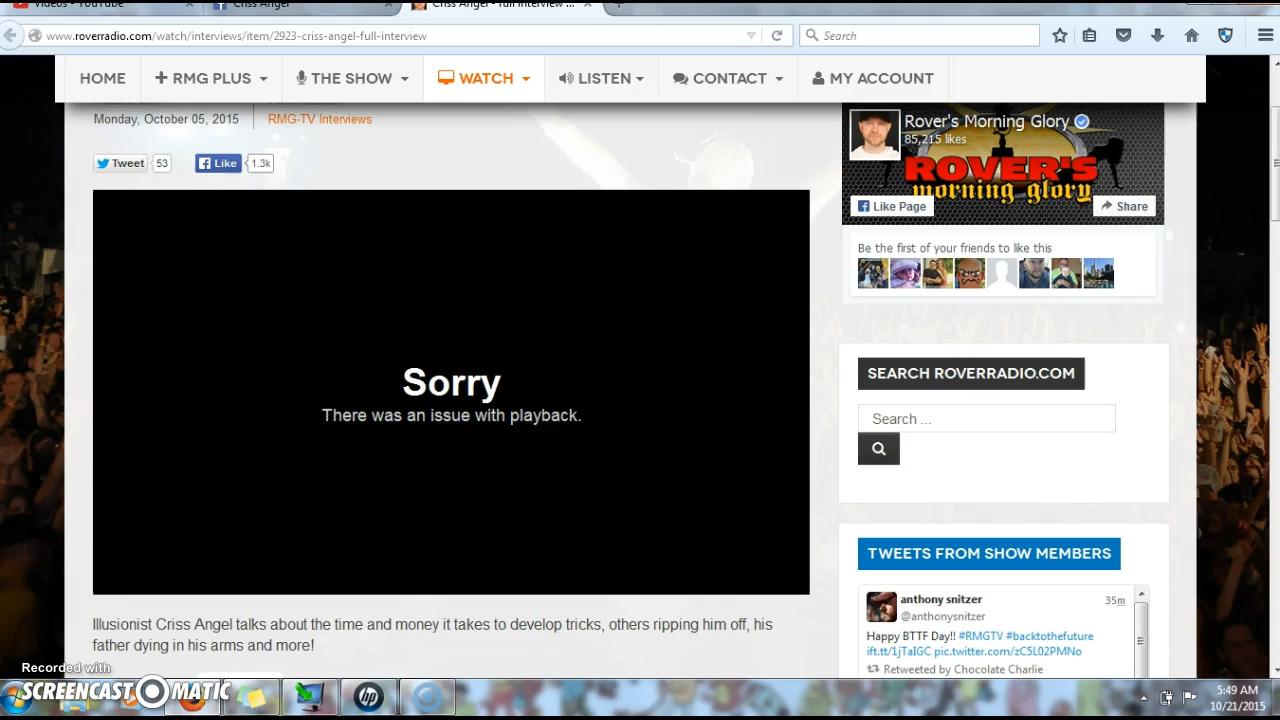 Videos - YouTube
Criss Angel
Criss Angel - full interview ...
www.roverradio.com/watch/interviews/item/2923-criss-angel-full-interview
Search
HOME
RMG PLUS
THE SHOW
WATCH
LISTEN
CONTACT
MY ACCOUNT
Monday, October 05, 2015
RMG-TV Interviews
Tweet 53
Like 1.3k
Sorry
There was an issue with playback.
Illusionist Criss Angel talks about the time and money it takes to develop tricks, others ripping him off, his
father dying in his arms and more!
Rover's Morning Glory
85,215 likes
ROVER'S
morning glory
Like Page
Share
Be the first of your friends to like this
SEARCH ROVERRADIO.COM
Search ...
TWEETS FROM SHOW MEMBERS
anthony snitzer 35m
@anthonysnitzer
Happy BTTF Day!! #RMGTV #backtothefuture
ift.tt/1jTaIGC pic.twitter.com/zC5L02PMNo
Retweeted by Chocolate Charlie
Recorded with
SCREENCAST O MATIC
hp
5:49 AM
10/21/2015